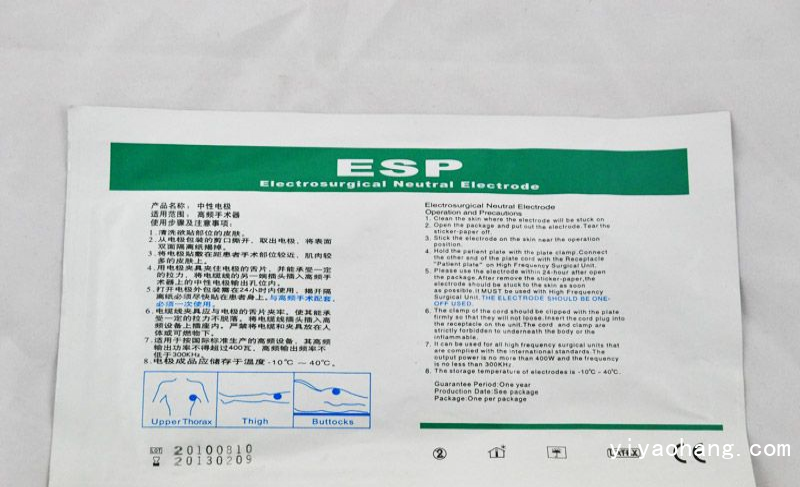 ESP
Electrosurgical Neutral Electrode
产品名称: 中性电极
适用范围: 高频手术器
使用步骤及注意事项:
1.清洗欲贴部位的皮肤。
2.从电极包装的剪口撕开, 取出电极, 将表面
双面隔离纸揭掉。
3.将电极贴敷在距患者手术部位较近, 肌肉较
多的皮肤上。
4.用电极夹具夹住电极的舌片, 并能承受一定
的拉力, 将电缆线的另一端插头插入高频手
术器上的中性电极输出孔位内。
5.打开电极外包装需在24小时内使用, 揭开隔
离纸必须尽快贴在患者身上。与高频手术配套,
必须一次使用。
6.电缆线夹具应与电极的舌片夹牢, 使其能承
受一定的拉力不脱落。将电缆线插头插入高
频设备上插座内。严禁将电缆和夹具放在人
体或可燃物下。
7.适用于按国际标准生产的高频设备, 其高频
输出功率不得超过400瓦, 高频输出频率不
低于300KHz。
8.电极成品应储存于温度-10℃ ~ 40℃。
Upper Thorax
Thigh
Buttocks
LOT 20100810
20130209
Electrosurgical Neutral Electrode
Operation and Precautions
1. Clean the skin where the electrode will be stuck on
2. Open the package and put out the electrode.Tear the
sticker-paper off.
3. Stick the electrode on the skin near the operation
position.
4. Hold the petient plate with the plate clamp.Connect
the other end of the plate cord with the Receptacle
"Patient plate" on High Frequency Surgical Unit.
5. Please use the electrode within 24-hour after open
the package.After remove the sticker-paper,the
electrode should be stuck to the skin as soon
as possible.It MUST be used with High Frequency
Surgical Unit.THE ELECTRODE SHOULD BE ONE-
OFF USED.
6. The clamp of the cord should be clipped with the plate
firmly so that they will not loose.Insert the cord plug into
the receptacle on the unit.The cord and clamp are
strictly forbidden to underneath the body or the
inflamable.
7. It can be used for all high frequency surgical units that
are complied with the international standards.The
output power is no more than 400W and the frequency
is no less than 300KHz.
8. The storage temperature of electrodes is -10℃ ~ 40℃.
Guarantee Period:One year
Production Date:See package
Package:One per package
2
LATEX
CE
yiyaohang.com